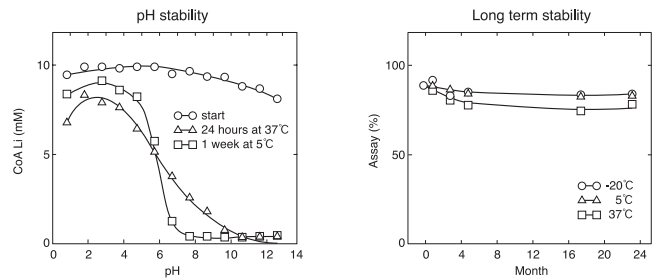 pH stability
Long term stability
10
5
0
CoA Li (mM)
start
24 hours at 37℃
1 week at 5℃
0 2 4 6 8 10 12 14
pH
100
50
0
Assay (%)
-20℃
5℃
37℃
0 4 8 12 16 20 24
Month